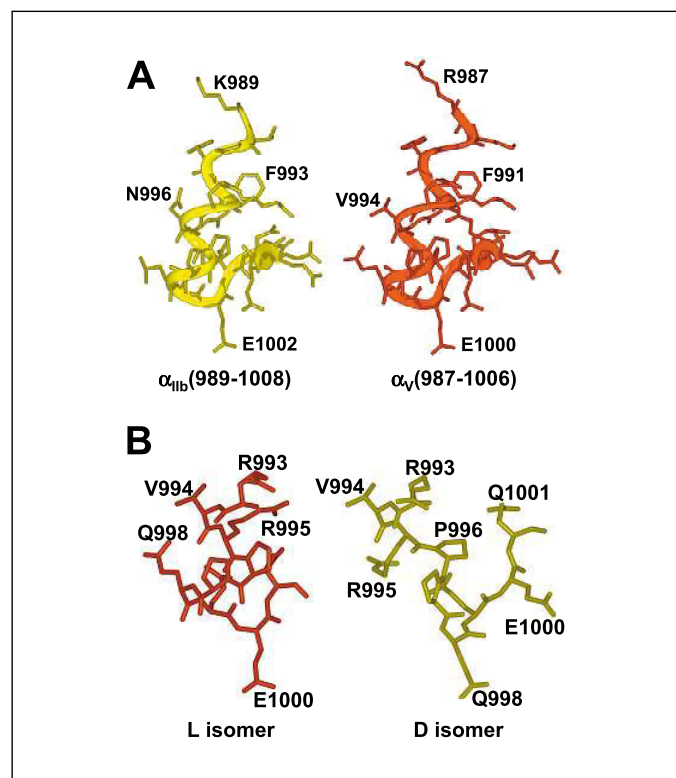 A
K989
R987
F993
F991
N996
V994
E1002
E1000
αIIb(989-1008)
αV(987-1006)
B
R993
R993
V994
V994
Q1001
Q998
R995
P996
R995
E1000
E1000
Q998
L isomer
D isomer